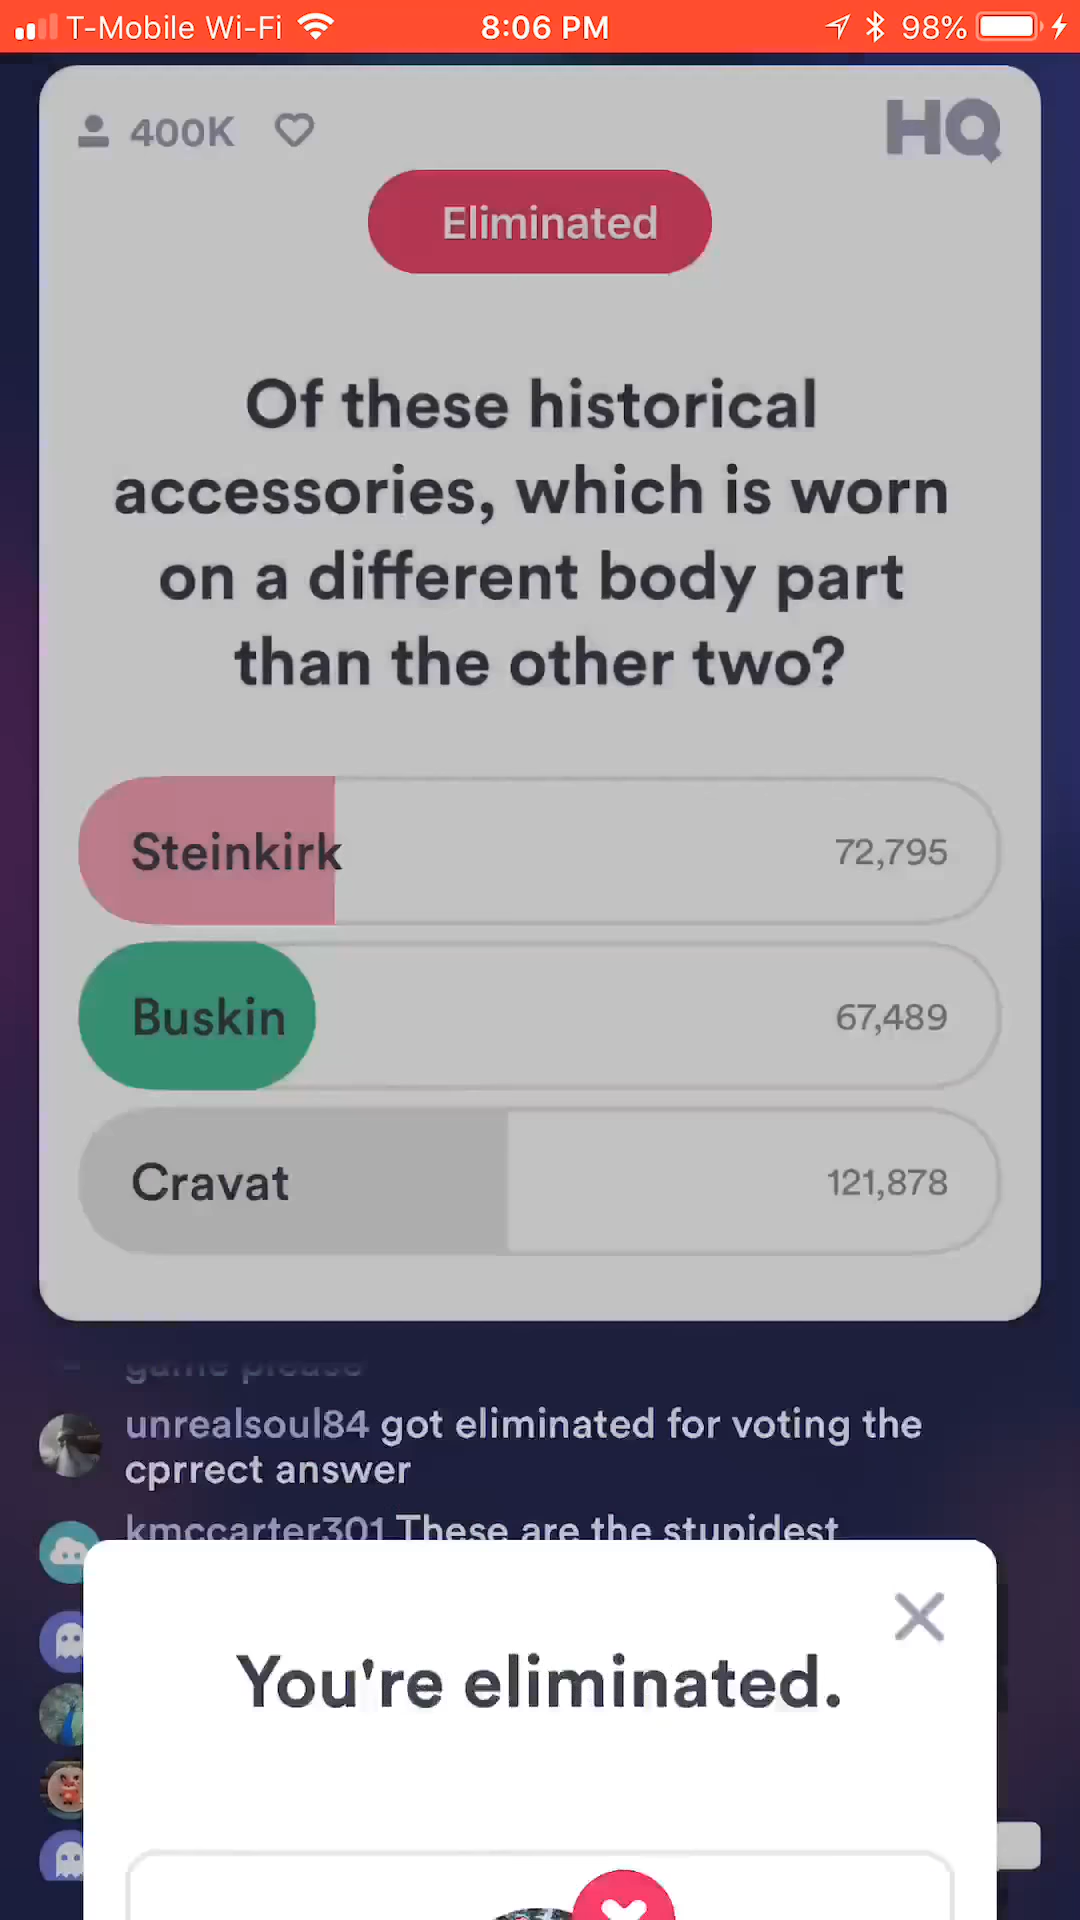 T-Mobile Wi-Fi 8:06 PM 98%
400K HQ
Eliminated
Of these historical
accessories, which is worn
on a different body part
than the other two?
Steinkirk 72,795
Buskin 67,489
Cravat 121,878
game please
unrealsoul84 got eliminated for voting the
cprrect answer
kmccarter301 These are the stupidest
You're eliminated.